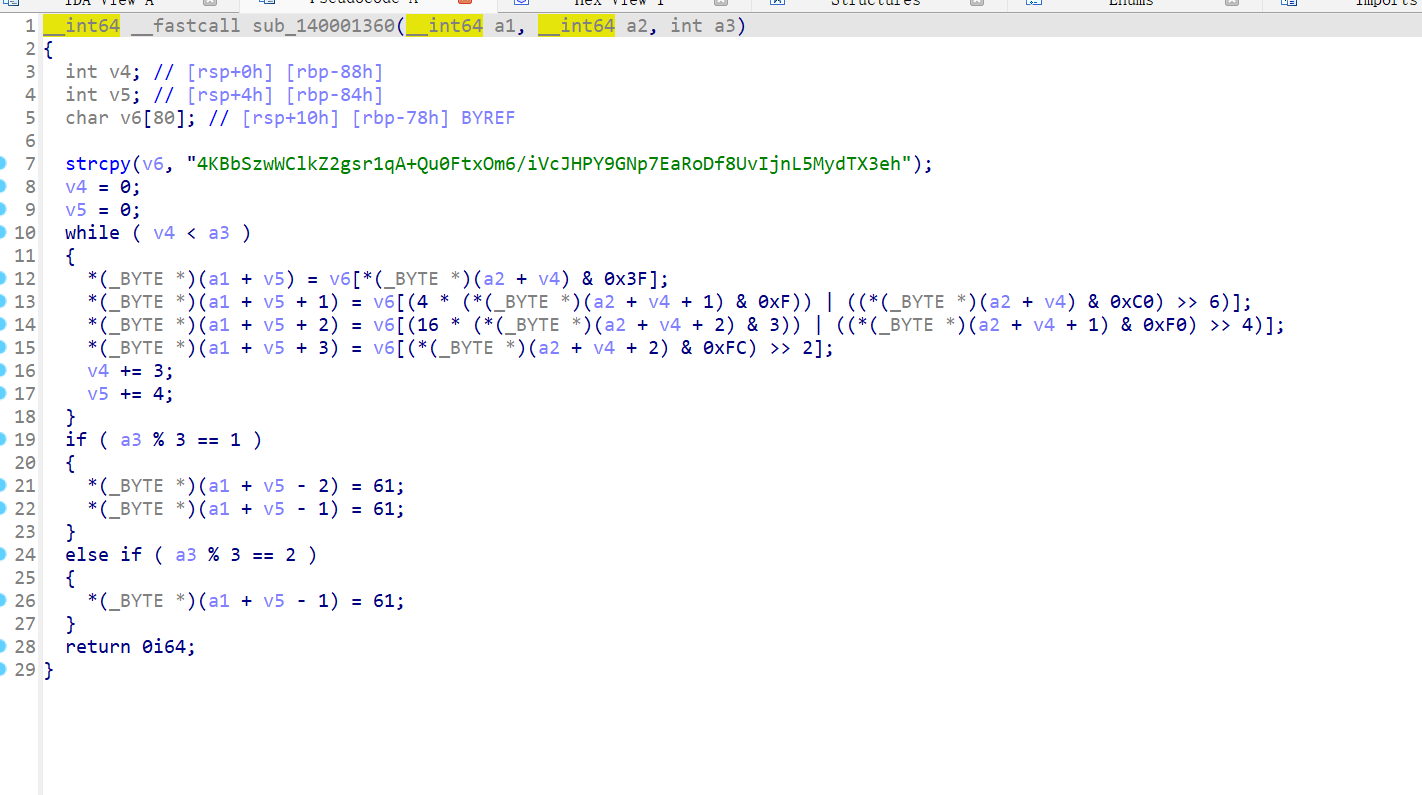 IDA View-A Pseudocode-A Hex View-1 Structures Enums Imports
1 __int64 __fastcall sub_140001360(__int64 a1, __int64 a2, int a3)
2 {
3 int v4; // [rsp+0h] [rbp-88h]
4 int v5; // [rsp+4h] [rbp-84h]
5 char v6[80]; // [rsp+10h] [rbp-78h] BYREF
6
7 strcpy(v6, "4KBbSzwWClkZ2gsr1qA+Qu0FtxOm6/iVcJHPY9GNp7EaRoDf8UvIjnL5MydTX3eh");
8 v4 = 0;
9 v5 = 0;
10 while ( v4 < a3 )
11 {
12 *(_BYTE *)(a1 + v5) = v6[*(_BYTE *)(a2 + v4) & 0x3F];
13 *(_BYTE *)(a1 + v5 + 1) = v6[(4 * (*(_BYTE *)(a2 + v4 + 1) & 0xF)) | ((*(_BYTE *)(a2 + v4) & 0xC0) >> 6)];
14 *(_BYTE *)(a1 + v5 + 2) = v6[(16 * (*(_BYTE *)(a2 + v4 + 2) & 3)) | ((*(_BYTE *)(a2 + v4 + 1) & 0xF0) >> 4)];
15 *(_BYTE *)(a1 + v5 + 3) = v6[(*(_BYTE *)(a2 + v4 + 2) & 0xFC) >> 2];
16 v4 += 3;
17 v5 += 4;
18 }
19 if ( a3 % 3 == 1 )
20 {
21 *(_BYTE *)(a1 + v5 - 2) = 61;
22 *(_BYTE *)(a1 + v5 - 1) = 61;
23 }
24 else if ( a3 % 3 == 2 )
25 {
26 *(_BYTE *)(a1 + v5 - 1) = 61;
27 }
28 return 0i64;
29 }